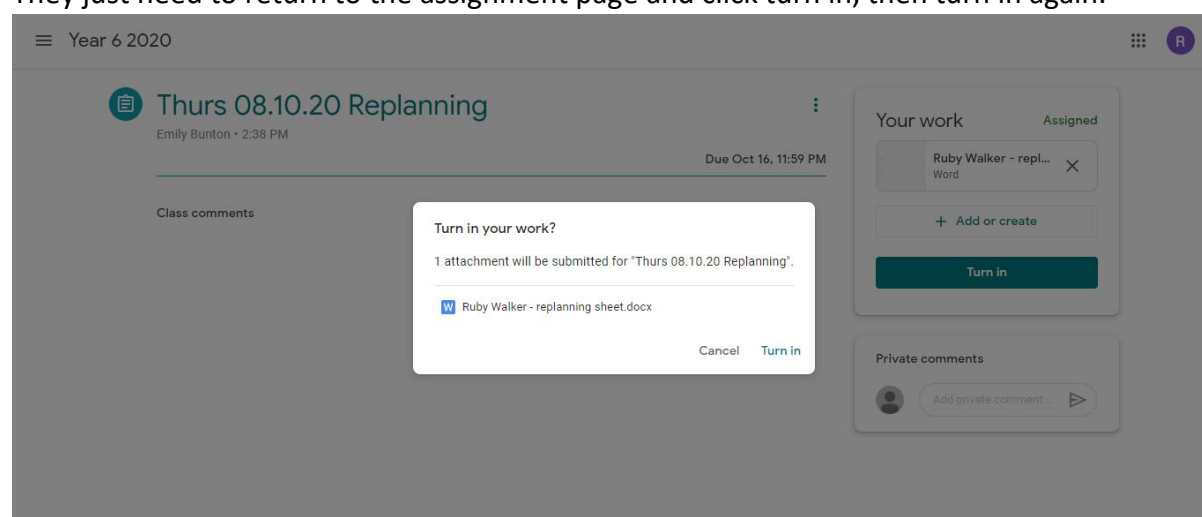 They just need to return to the assignment page and click turn in, then turn in again.
Year 6 2020
R
Thurs 08.10.20 Replanning
Emily Bunton • 2:38 PM
Due Oct 16, 11:59 PM
Class comments
Your work
Assigned
Ruby Walker - repl...
Word
+ Add or create
Turn in
Turn in your work?
1 attachment will be submitted for "Thurs 08.10.20 Replanning".
W Ruby Walker - replanning sheet.docx
Cancel Turn in
Private comments
Add private comment...